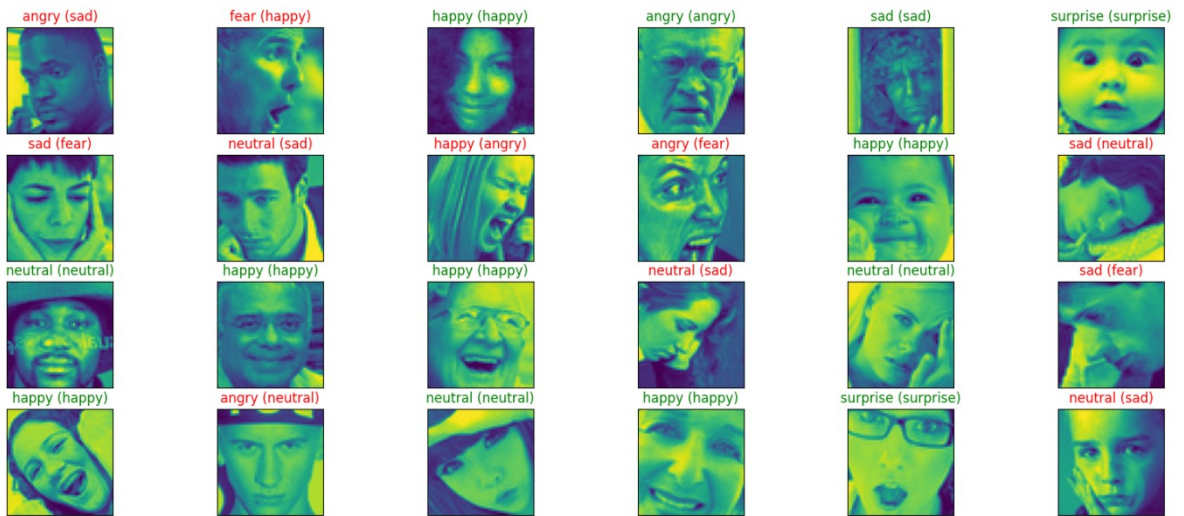 angry (sad) fear (happy) happy (happy) angry (angry) sad (sad) surprise (surprise)
sad (fear) neutral (sad) happy (angry) angry (fear) happy (happy) sad (neutral)
neutral (neutral) happy (happy) happy (happy) neutral (sad) neutral (neutral) sad (fear)
happy (happy) angry (neutral) neutral (neutral) happy (happy) surprise (surprise) neutral (sad)